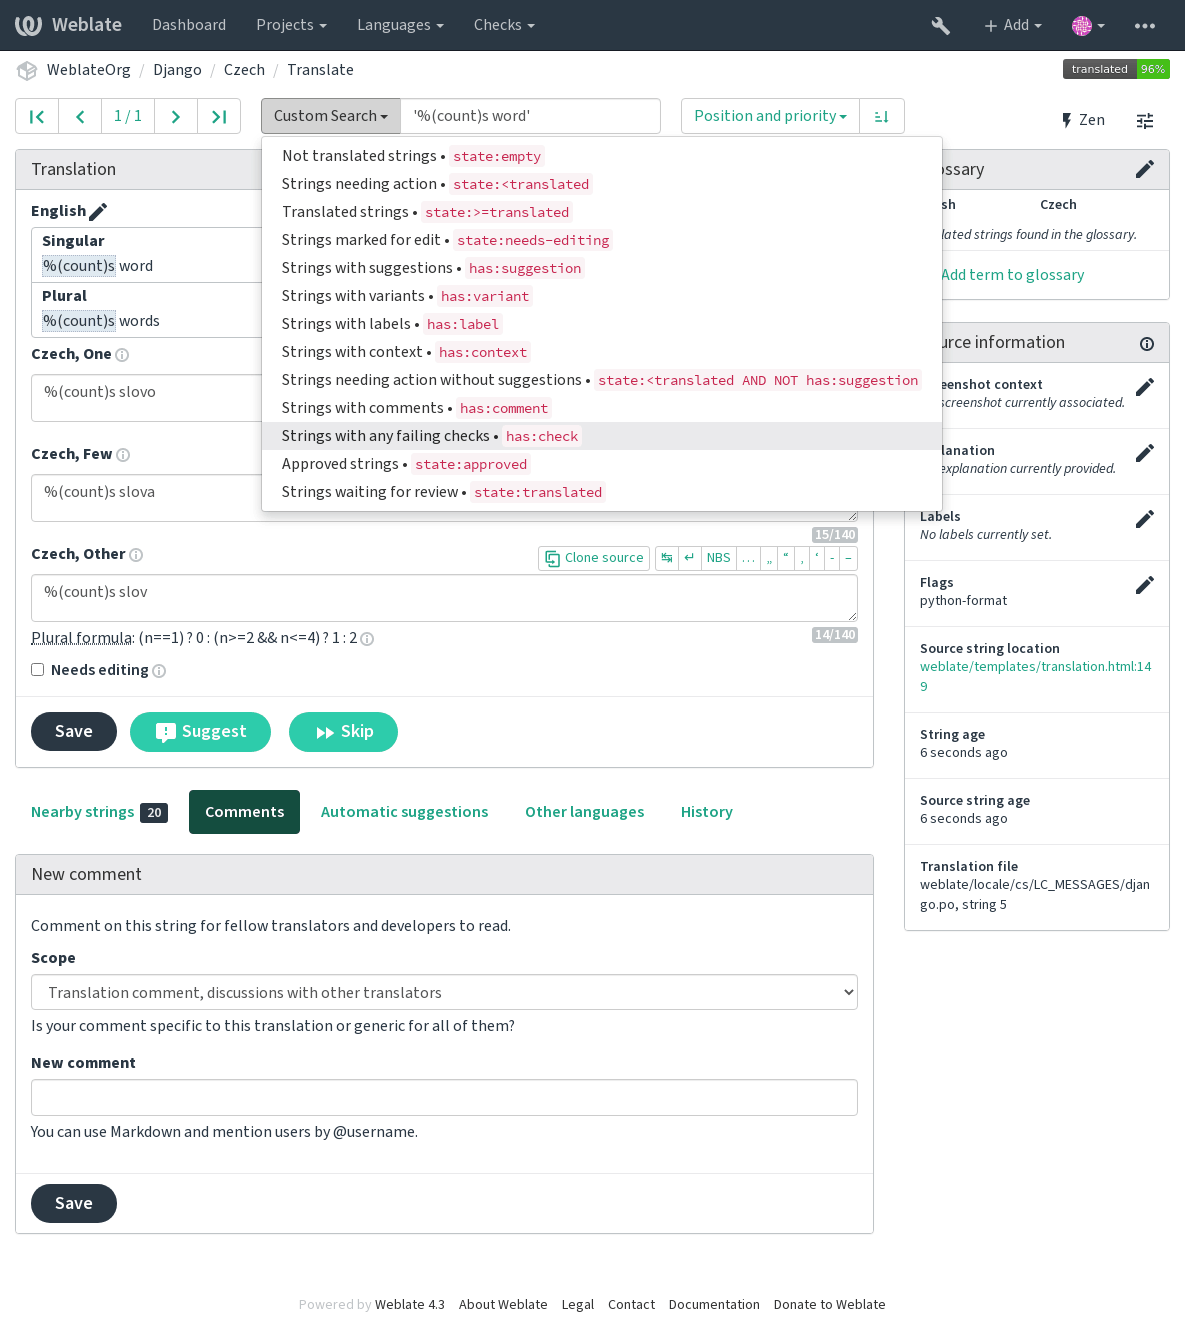 Weblate Dashboard Projects Languages Checks Add
WeblateOrg / Django / Czech / Translate translated 96%
1 / 1 Custom Search '%(count)s word' Position and priority Zen
Not translated strings • state:empty
Strings needing action • state:<translated
Translated strings • state:>=translated
Strings marked for edit • state:needs-editing
Strings with suggestions • has:suggestion
Strings with variants • has:variant
Strings with labels • has:label
Strings with context • has:context
Strings needing action without suggestions • state:<translated AND NOT has:suggestion
Strings with comments • has:comment
Strings with any failing checks • has:check
Approved strings • state:approved
Strings waiting for review • state:translated
Translation
English
Singular
%(count)s word
Plural
%(count)s words
Czech, One
%(count)s slovo
Czech, Few
%(count)s slova
15/140
Czech, Other Clone source ↹ ↵ NBS … „ “ ‚ ‘ - –
%(count)s slov
14/140
Plural formula: (n==1) ? 0 : (n>=2 && n<=4) ? 1 : 2
Needs editing
Save Suggest Skip
Nearby strings 20 Comments Automatic suggestions Other languages History
New comment
Comment on this string for fellow translators and developers to read.
Scope
Translation comment, discussions with other translators
Is your comment specific to this translation or generic for all of them?
New comment
You can use Markdown and mention users by @username.
Save
ossary
sh Czech
lated strings found in the glossary.
Add term to glossary
urce information
eenshot context
screenshot currently associated.
lanation
explanation currently provided.
Labels
No labels currently set.
Flags
python-format
Source string location
weblate/templates/translation.html:14
9
String age
6 seconds ago
Source string age
6 seconds ago
Translation file
weblate/locale/cs/LC_MESSAGES/djan
go.po, string 5
Powered by Weblate 4.3 About Weblate Legal Contact Documentation Donate to Weblate